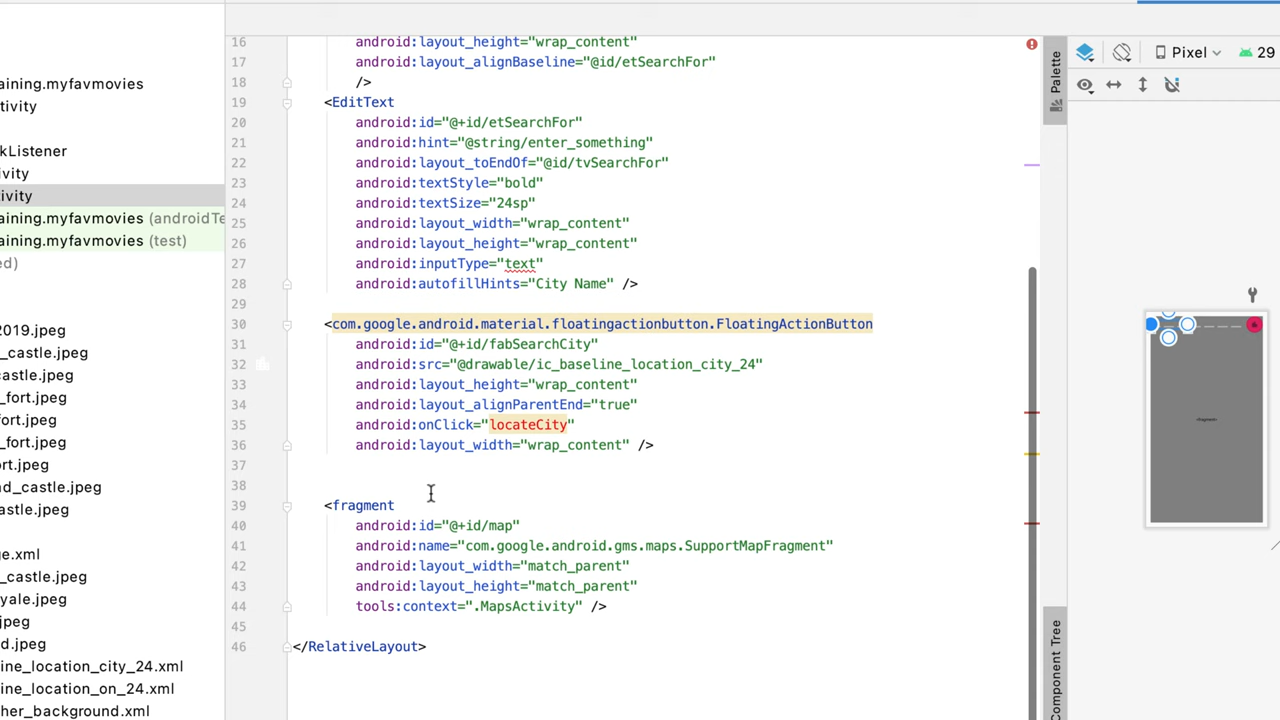 aining.myfavmovies
tivity
kListener
ivity
ivity
aining.myfavmovies (androidTe
aining.myfavmovies (test)
ed)
2019.jpeg
_castle.jpeg
castle.jpeg
_fort.jpeg
fort.jpeg
_fort.jpeg
rt.jpeg
nd_castle.jpeg
astle.jpeg
ge.xml
_castle.jpeg
yale.jpeg
.jpeg
d.jpeg
ine_location_city_24.xml
ine_location_on_24.xml
her_background.xml
16 android:layout_height="wrap_content"
17 android:layout_alignBaseline="@id/etSearchFor"
18 />
19 <EditText
20 android:id="@+id/etSearchFor"
21 android:hint="@string/enter_something"
22 android:layout_toEndOf="@id/tvSearchFor"
23 android:textStyle="bold"
24 android:textSize="24sp"
25 android:layout_width="wrap_content"
26 android:layout_height="wrap_content"
27 android:inputType="text"
28 android:autofillHints="City Name" />
29
30 <com.google.android.material.floatingactionbutton.FloatingActionButton
31 android:id="@+id/fabSearchCity"
32 android:src="@drawable/ic_baseline_location_city_24"
33 android:layout_height="wrap_content"
34 android:layout_alignParentEnd="true"
35 android:onClick="locateCity"
36 android:layout_width="wrap_content" />
37
38
39 <fragment
40 android:id="@+id/map"
41 android:name="com.google.android.gms.maps.SupportMapFragment"
42 android:layout_width="match_parent"
43 android:layout_height="match_parent"
44 tools:context=".MapsActivity" />
45
46 </RelativeLayout>
Palette
Component Tree
Pixel 29
<fragment>